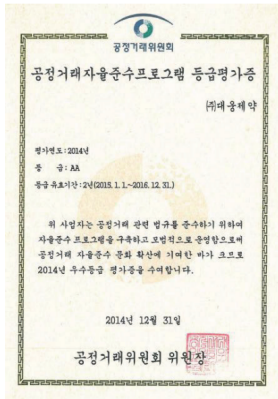 공정거래위원회
공정거래자율준수프로그램 등급평가증
㈜대웅제약
평가연도 : 2014년
등 급 : AA
등급 유효기간 : 2년(2015. 1. 1.~2016. 12. 31.)
위 사업자는 공정거래 관련 법규를 준수하기 위하여
자율준수 프로그램을 구축하고 모범적으로 운영함으로써
공정거래 자율준수 문화 확산에 기여한 바가 크므로
2014년 우수등급 평가증을 수여합니다.
2014년 12월 31일
공정거래위원회 위원장